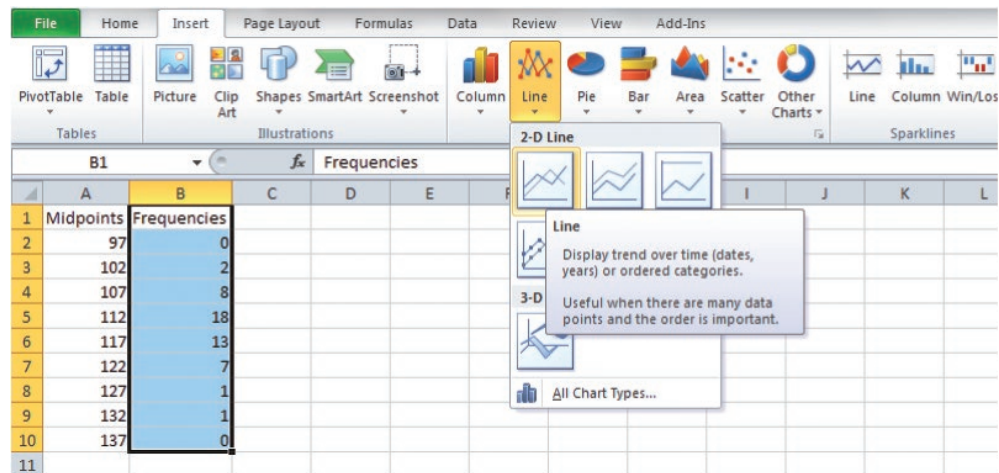 File Home Insert Page Layout Formulas Data Review View Add-Ins
PivotTable Table Picture Clip Art Shapes SmartArt Screenshot Column Line Pie Bar Area Scatter Other Charts Line Column Win/Los
Tables Illustrations Sparklines
2-D Line
B1 fx Frequencies
A B C D E F I J K L
1 Midpoints Frequencies
2 97 0
3 102 2
4 107 8
5 112 18
6 117 13
7 122 7
8 127 1
9 132 1
10 137 0
11
Line
Display trend over time (dates,
years) or ordered categories.
Useful when there are many data
points and the order is important.
3-D
All Chart Types...